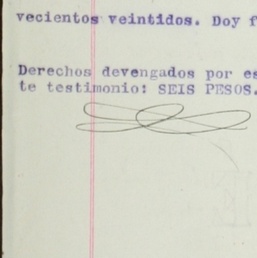 vecientos veintidos. Doy f
Derechos devengados por es
te testimonio: SEIS PESOS.